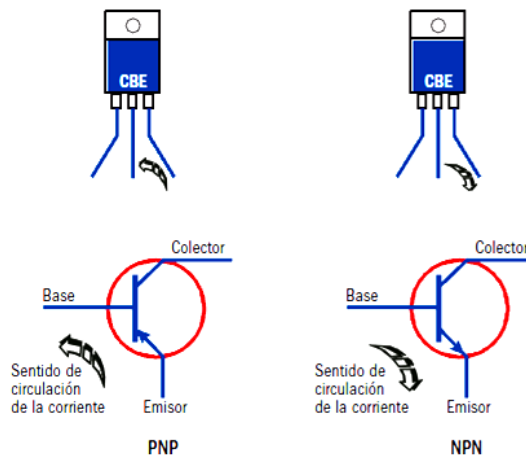 CBE
CBE
Colector
Base
Sentido de
circulación
de la corriente
Emisor
PNP
Colector
Base
Sentido de
circulación
de la corriente
Emisor
NPN